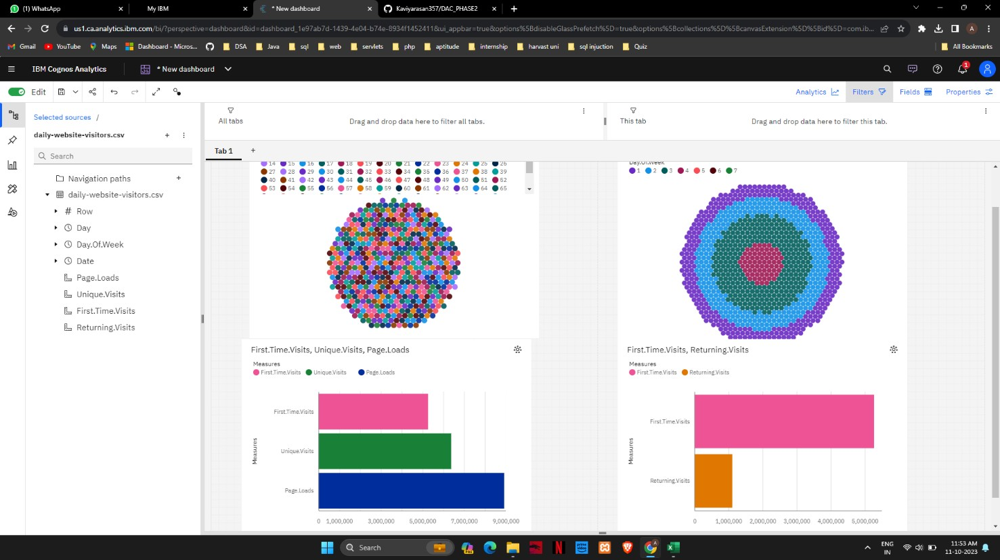 (1) WhatsApp
My IBM
* New dashboard
Kaviyarasan357/DAC_PHASE2
us1.ca.analytics.ibm.com/bi/?perspective=dashboard&id=dashboard_1e97ab7d-1439-4e04-b74e-8934f1452411&ui_appbar=true&options%5BdisableGlassPrefetch%5D=true&options%5Bcollections%5D%5BcanvasExtension%5D%5Bid%5D=com.ib...
A
Gmail
YouTube
Maps
Dashboard - Micros...
DSA
Java
sql
web
servlets
php
aptitude
internship
harvast uni
sql injuction
Quiz
All Bookmarks
IBM Cognos Analytics
* New dashboard
1
Edit
Analytics
Filters
Fields
Properties
Selected sources /
daily-website-visitors.csv
Search
Navigation paths
daily-website-visitors.csv
Row
Day
Day.Of.Week
Date
Page.Loads
Unique.Visits
First.Time.Visits
Returning.Visits
All tabs
Drag and drop data here to filter all tabs.
This tab
Drag and drop data here to filter this tab.
Tab 1
14 15 16 17 18 19 20 21 22 23 24 25 26
27 28 29 30 31 32 33 34 35 36 37 38 39
40 41 42 43 44 45 46 47 48 49 50 51 52
53 54 55 56 57 58 59 60 61 62 63 64 65
Day.Of.Week
1 2 3 4 5 6 7
First.Time.Visits, Unique.Visits, Page.Loads
Measures
First.Time.Visits Unique.Visits Page.Loads
First.Time.Visits
Unique.Visits
Page.Loads
Measures
0 1,000,000 3,000,000 5,000,000 7,000,000 9,000,000
First.Time.Visits, Returning.Visits
Measures
First.Time.Visits Returning.Visits
First.Time.Visits
Returning.Visits
Measures
0 1,000,000 2,000,000 3,000,000 4,000,000 5,000,000
Search
ENG
IN
11:53 AM
11-10-2023